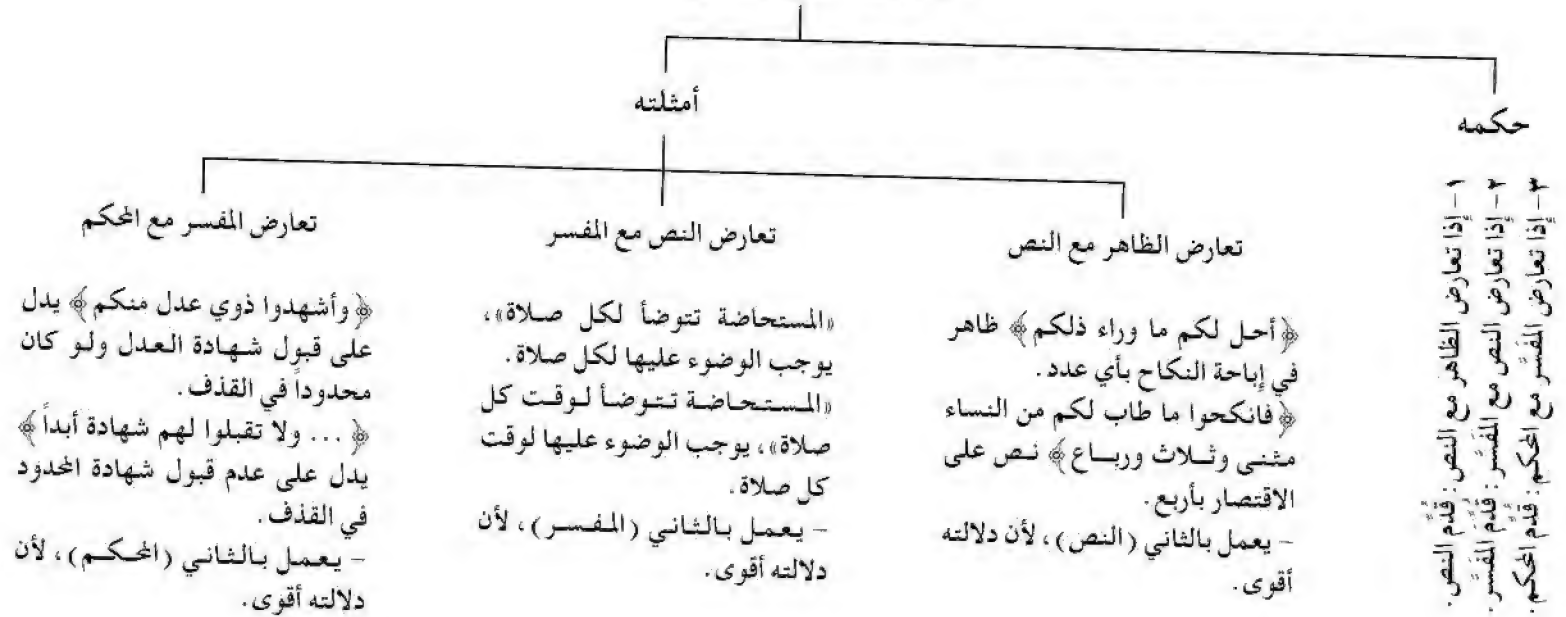 حكمه
١ - إذا تعارض الظاهر مع النص: قُدِّم النص.
٢ - إذا تعارض النص مع المفَسَّر: قُدِّم المفَسَّر.
٣ - إذا تعارض المفَسَّر مع المحكم: قُدِّم المحكم.
أمثلته
تعارض الظاهر مع النص
﴿أحل لكم ما وراء ذلكم﴾ ظاهر
في إباحة النكاح بأي عدد.
﴿فانكحوا ما طاب لكم من النساء
مثنى وثلاث ورباع﴾ نص على
الاقتصار بأربع.
- يعمل بالثاني (النص)، لأن دلالته
أقوى.
تعارض النص مع المفسر
«المستحاضة تتوضأ لكل صلاة»،
يوجب الوضوء عليها لكل صلاة.
«المستحاضة تتوضأ لوقت كل
صلاة»، يوجب الوضوء عليها لوقت
كل صلاة.
- يعمل بالثاني (المفسر)، لأن
دلالته أقوى.
تعارض المفسر مع المحكم
﴿وأشهدوا ذوي عدل منكم﴾ يدل
على قبول شهادة العدل ولو كان
محدوداً في القذف.
﴿... ولا تقبلوا لهم شهادة أبداً﴾
يدل على عدم قبول شهادة المحدود
في القذف.
- يعمل بالثاني (المحكم)، لأن
دلالته أقوى.